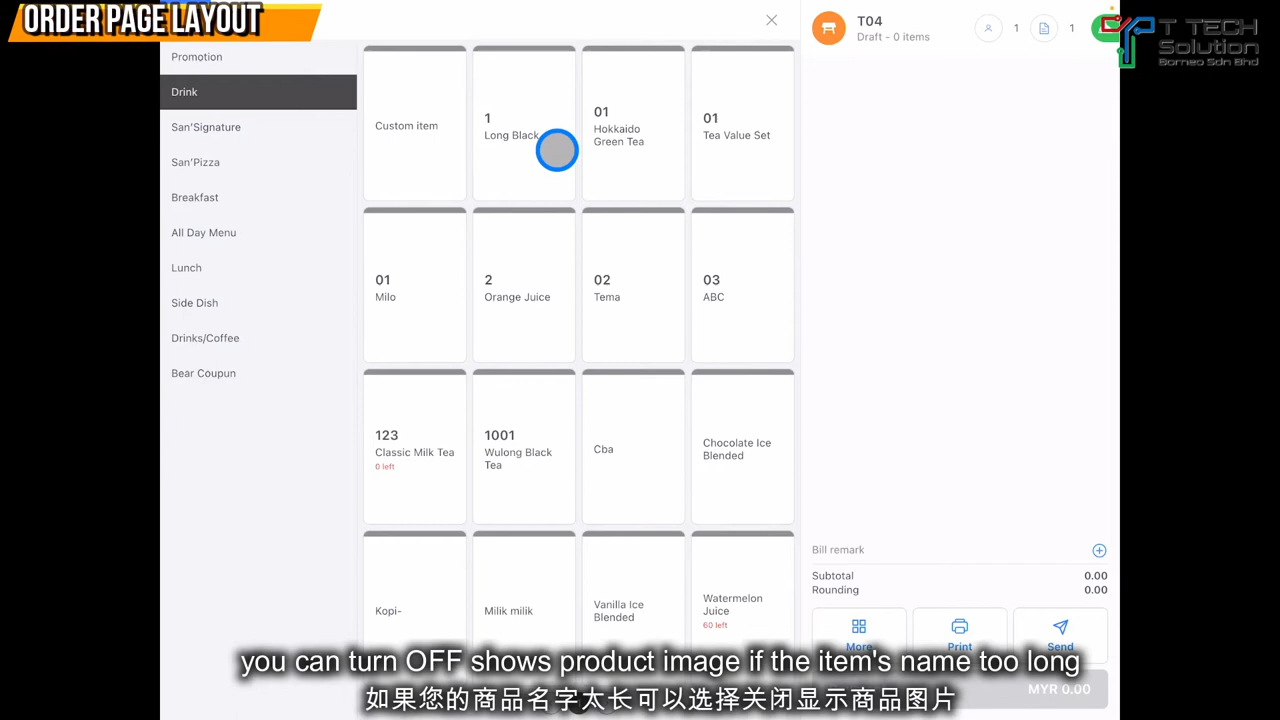 ORDER PAGE LAYOUT
T TECH
Solution
Borneo Sdn Bhd
T04
Draft - 0 items
1
1
Promotion
Drink
San'Signature
San'Pizza
Breakfast
All Day Menu
Lunch
Side Dish
Drinks/Coffee
Bear Coupun
Custom item
1
Long Black
01
Hokkaido
Green Tea
01
Tea Value Set
01
Milo
2
Orange Juice
02
Tema
03
ABC
123
Classic Milk Tea
0 left
1001
Wulong Black
Tea
Cba
Chocolate Ice
Blended
Kopi-
Milik milik
Vanilla Ice
Blended
Watermelon
Juice
60 left
Bill remark
Subtotal 0.00
Rounding 0.00
More
Print
Send
MYR 0.00
you can turn OFF shows product image if the item's name too long
如果您的商品名字太长可以选择关闭显示商品图片